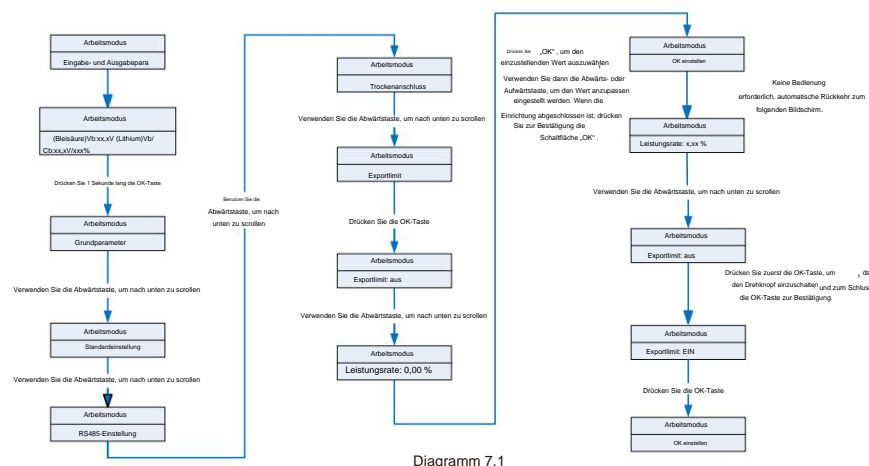 Arbeitsmodus
Eingabe- und Ausgabepara
Arbeitsmodus
(Bleisäure)Vb:xx,xV (Lithium)Vb/
Cb:xx,xV/xxx%
Drücken Sie 1 Sekunde lang die OK-Taste
Arbeitsmodus
Grundparameter
Verwenden Sie die Abwärtstaste, um nach unten zu scrollen
Arbeitsmodus
Standardeinstellung
Verwenden Sie die Abwärtstaste, um nach unten zu scrollen
Arbeitsmodus
RS485-Einstellung
Benutzen Sie die
Abwärtstaste, um nach
unten zu scrollen
Arbeitsmodus
Trockenanschluss
Verwenden Sie die Abwärtstaste, um nach unten zu scrollen
Arbeitsmodus
Exportlimit
Drücken Sie die OK-Taste
Arbeitsmodus
Exportlimit: aus
Verwenden Sie die Abwärtstaste, um nach unten zu scrollen
Arbeitsmodus
Leistungsrate: 0,00 %
Arbeitsmodus
OK einstellen
Drücken Sie „OK“ , um den
einzustellenden Wert auszuwählen ,
Verwenden Sie dann die Abwärts- oder
Aufwärtstaste, um den Wert anzupassen
eingestellt werden. Wenn die
Einrichtung abgeschlossen ist, drücken
Sie zur Bestätigung die
Schaltfläche „OK“ .
Keine Bedienung
erforderlich, automatische Rückkehr zum
folgenden Bildschirm.
Arbeitsmodus
Leistungsrate: x,xx %
Verwenden Sie die Abwärtstaste, um nach unten zu scrollen
Arbeitsmodus
Exportlimit: aus
Drücken Sie zuerst die OK-Taste, um , da
den Drehknopf einzuschalten und zum Schlus
die OK-Taste zur Bestätigung.
Arbeitsmodus
Exportlimit: EIN
Drücken Sie die OK-Taste
Arbeitsmodus
OK einstellen
Diagramm 7.1